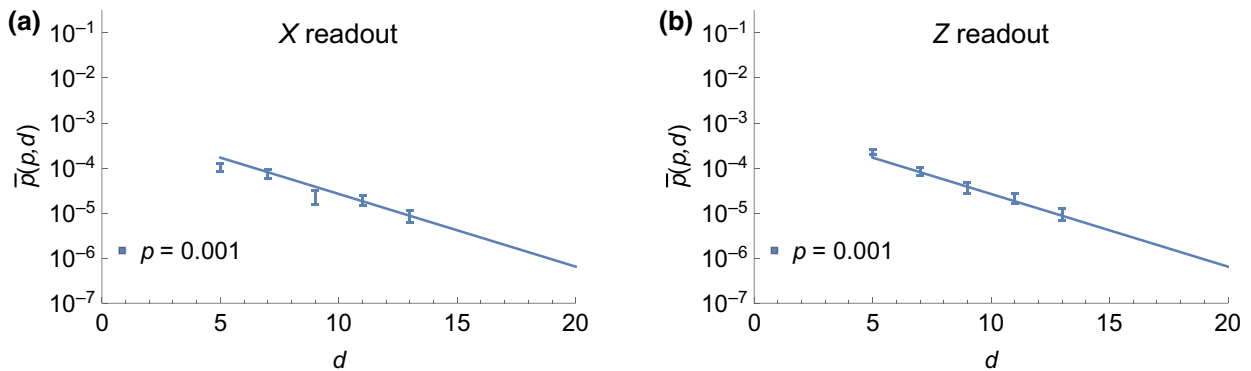 (a)
X readout
10⁻¹
10⁻²
10⁻³
10⁻⁴
10⁻⁵
10⁻⁶
10⁻⁷
p̅(p,d)
p = 0.001
0 5 10 15 20
d
(b)
Z readout
10⁻¹
10⁻²
10⁻³
10⁻⁴
10⁻⁵
10⁻⁶
10⁻⁷
p̅(p,d)
p = 0.001
0 5 10 15 20
d